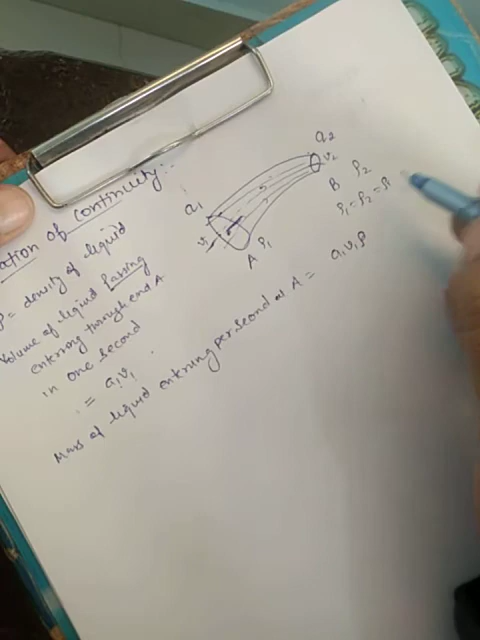 ation of continuity...
ρ = density of liquid
Volume of liquid passing
entering through end A
in one second
= a₁v₁
Mass of liquid entering per second at A = a₁v₁ρ
a₁
v₁
A ρ₁
a₂
v₂
B ρ₂
ρ₁ = ρ₂ = ρ